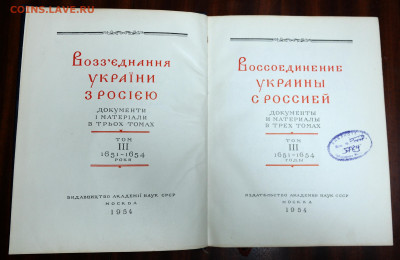 COINS.LAVE.RU
Возз'єднання
України
з Росією
Документи
і матеріали
в трьох томах
том
III
1651–1654
роки
Видавництво Академії наук СРСР
Москва
1954
Воссоединение
Украины
с Россией
Документы
и материалы
в трех томах
том
III
1651–1654
годы
Издательство Академии наук СССР
Москва
1954